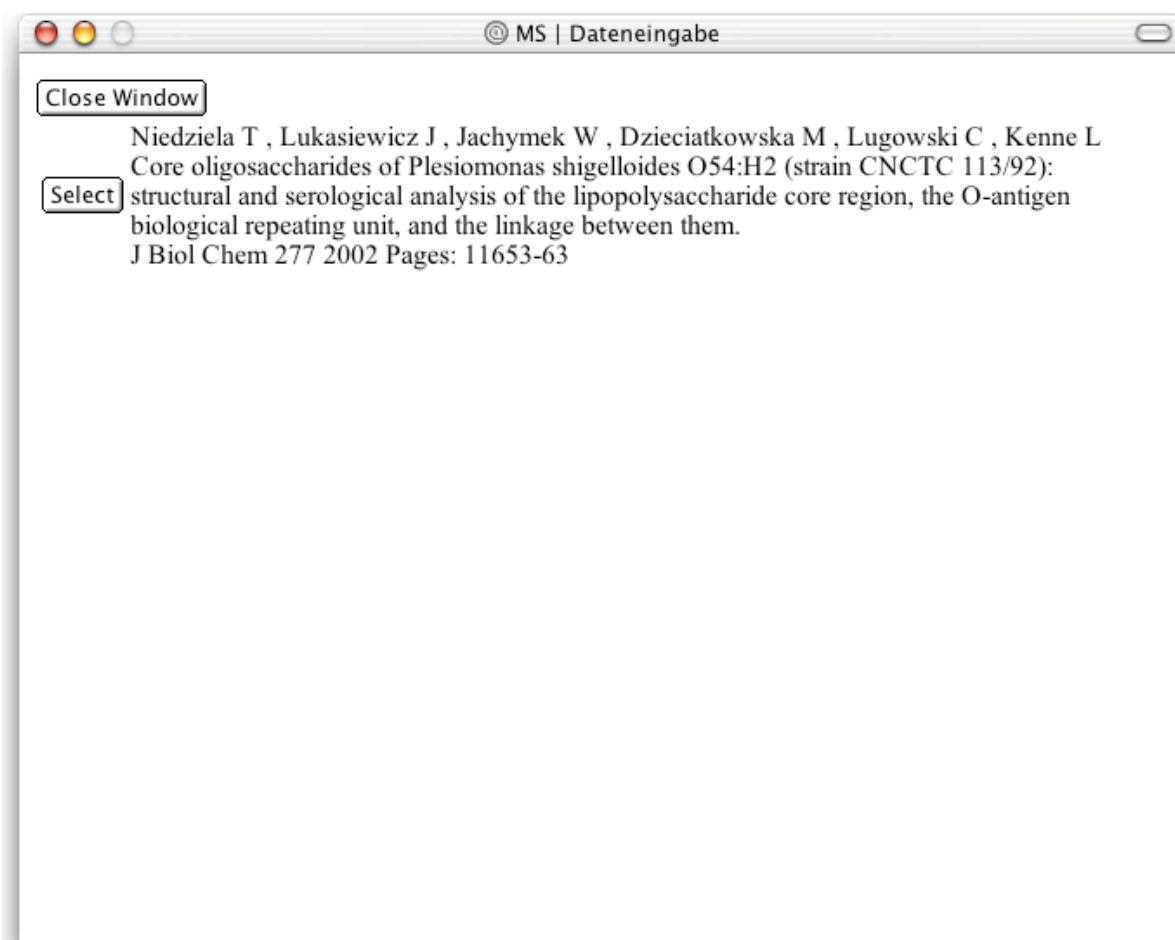 MS | Dateneingabe
Close Window
Niedziela T , Lukasiewicz J , Jachymek W , Dzieciatkowska M , Lugowski C , Kenne L
Core oligosaccharides of Plesiomonas shigelloides O54:H2 (strain CNCTC 113/92):
Select structural and serological analysis of the lipopolysaccharide core region, the O-antigen
biological repeating unit, and the linkage between them.
J Biol Chem 277 2002 Pages: 11653-63